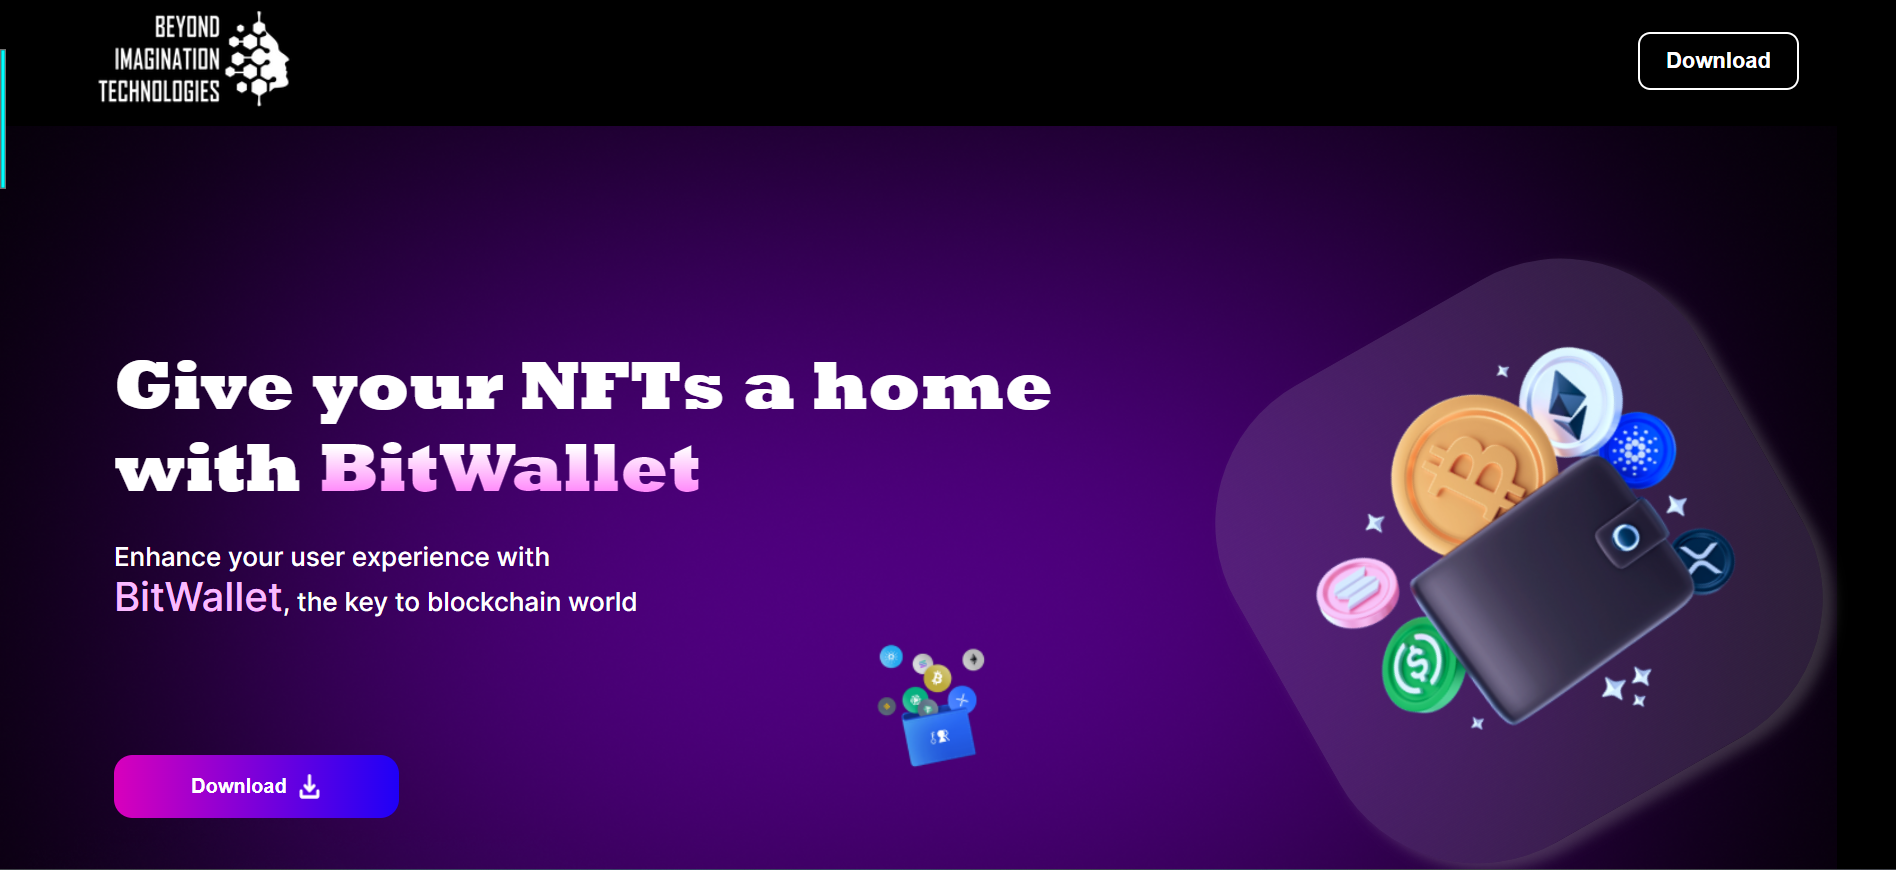 BEYOND
IMAGINATION
TECHNOLOGIES
Download
Give your NFTs a home
with BitWallet
Enhance your user experience with
BitWallet, the key to blockchain world
Download